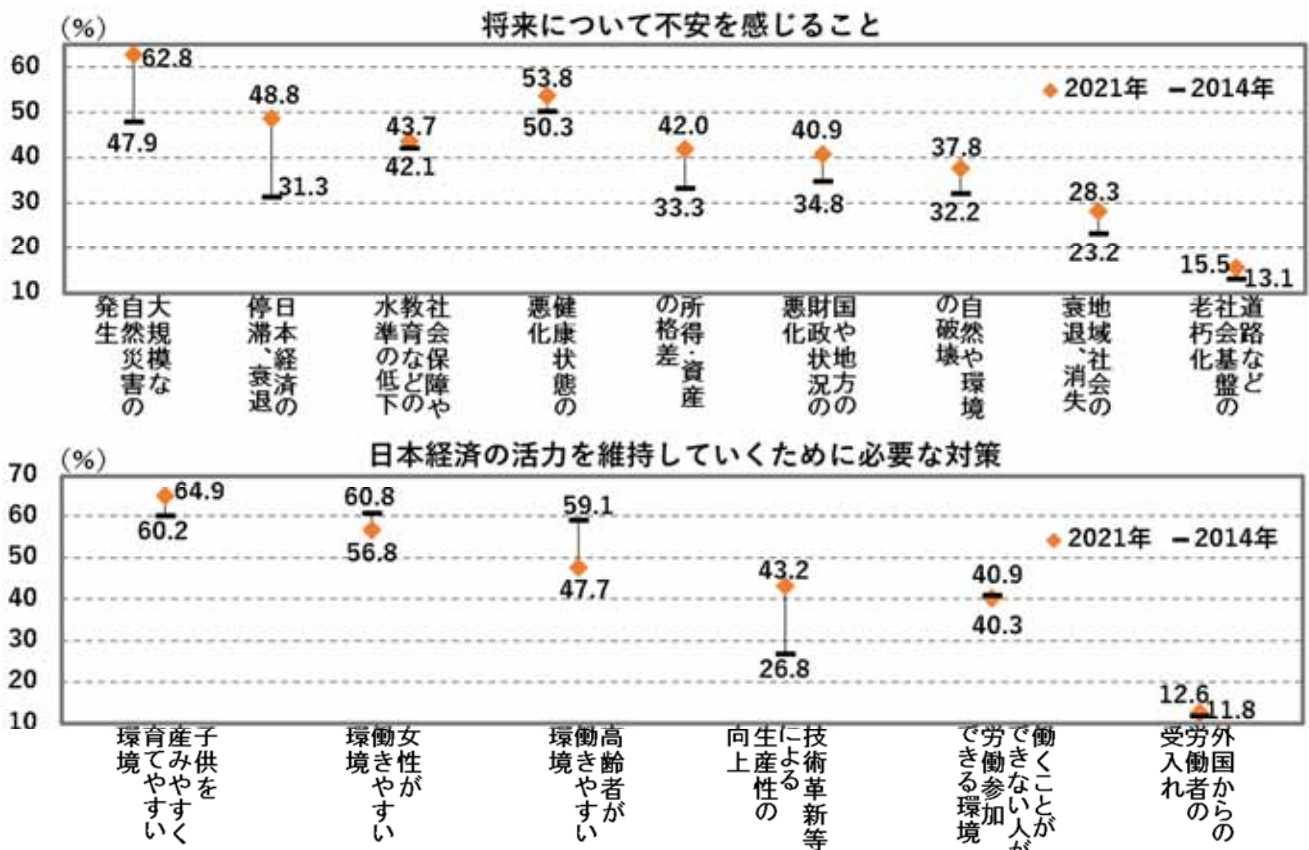 将来について不安を感じること
(%)
60
50
40
30
20
10
62.8
47.9
48.8
31.3
43.7
42.1
53.8
50.3
42.0
33.3
40.9
34.8
37.8
32.2
28.3
23.2
15.5
13.1
2021年
2014年
大規模な
自然災害の
発生
日本経済の
停滞、衰退
社会保障や
教育などの
水準の低下
健康状態の
悪化
所得・資産
の格差
国や地方の
財政状況の
悪化
自然や環境
の破壊
地域社会の
衰退、消失
道路など
社会基盤の
老朽化
日本経済の活力を維持していくために必要な対策
(%)
70
60
50
40
30
20
10
64.9
60.2
60.8
56.8
59.1
47.7
43.2
26.8
40.9
40.3
12.6
11.8
2021年
2014年
子供を
産みやすく
育てやすい
環境
女性が
働きやすい
環境
高齢者が
働きやすい
環境
技術革新等
による
生産性の
向上
働くことが
できない人が
労働参加
できる環境
外国からの
労働者の
受入れ